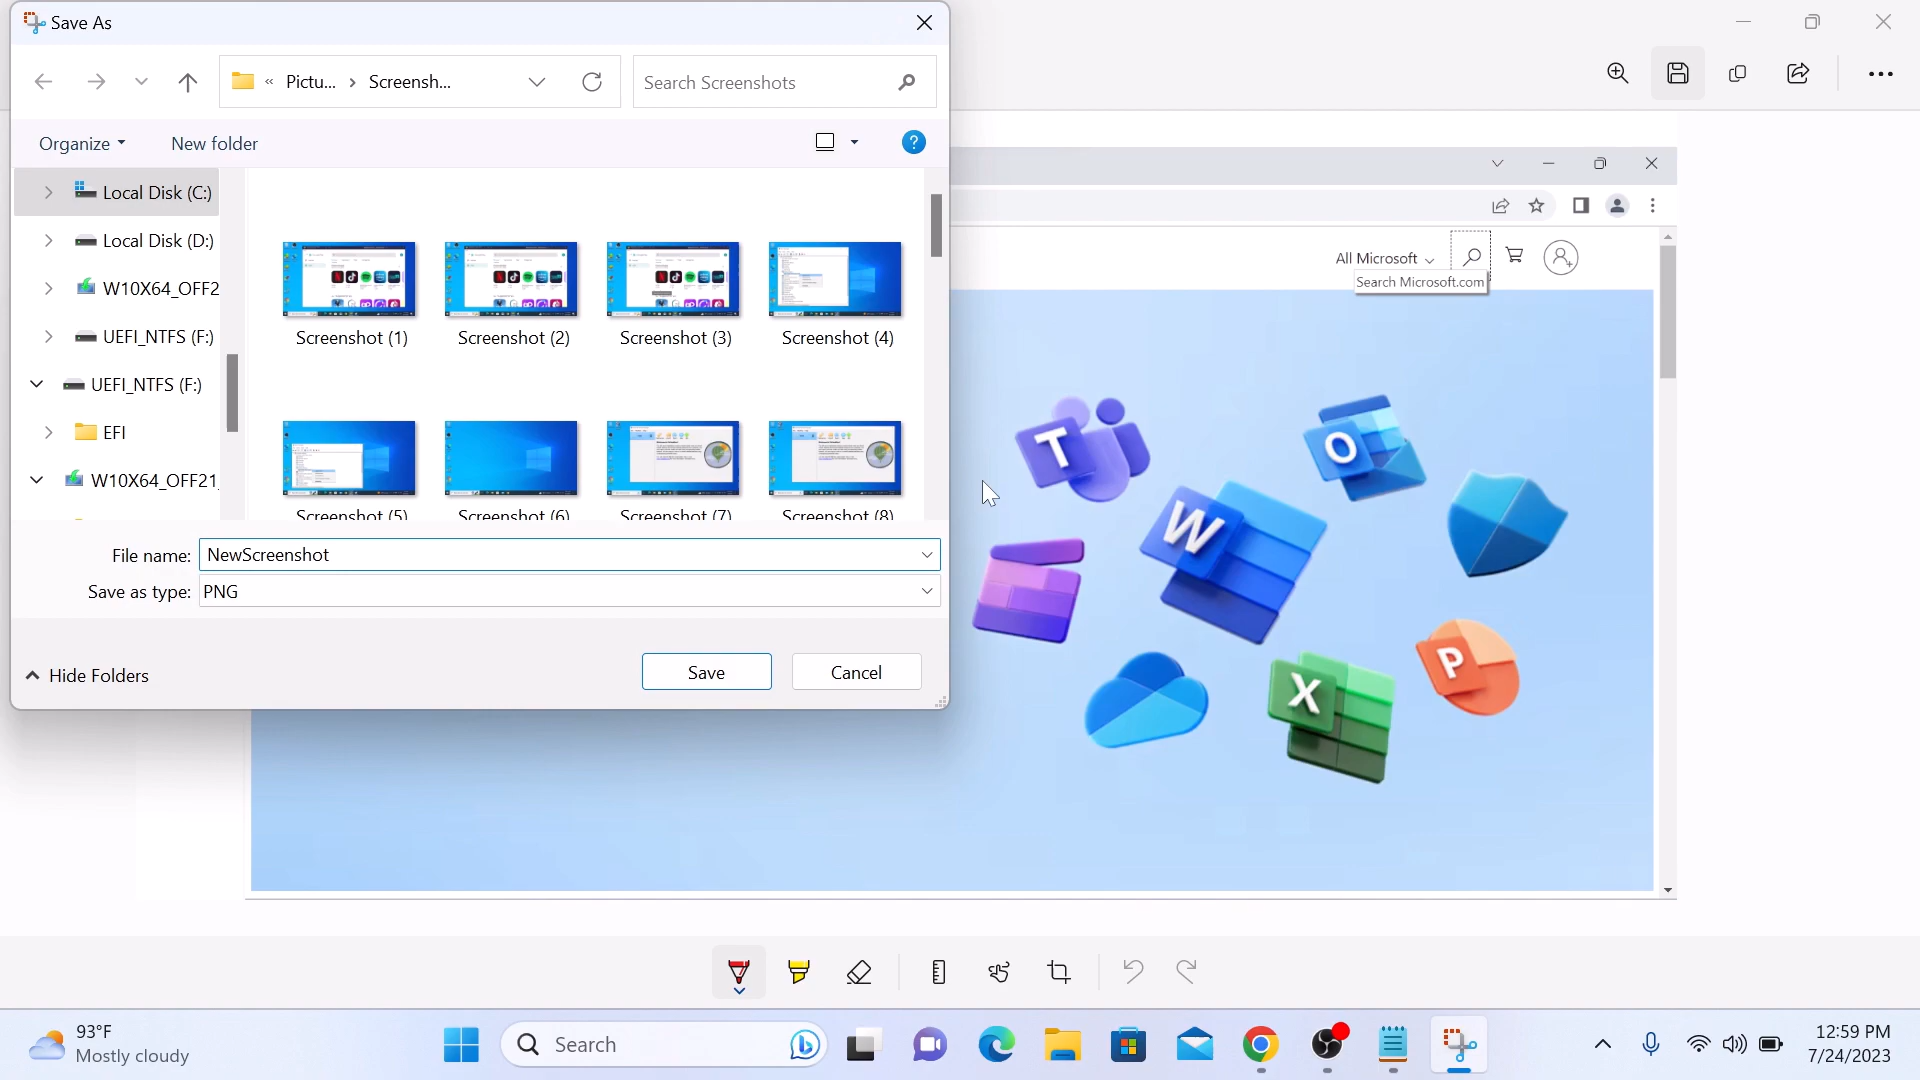 Save As
« Pictu... › Screensh...
Search Screenshots
Organize
New folder
Local Disk (C:)
Local Disk (D:)
W10X64_OFF2
UEFI_NTFS (F:)
UEFI_NTFS (F:)
EFI
W10X64_OFF21_
Screenshot (1)
Screenshot (2)
Screenshot (3)
Screenshot (4)
Screenshot (5)
Screenshot (6)
Screenshot (7)
Screenshot (8)
File name: NewScreenshot
Save as type: PNG
Hide Folders
Save
Cancel
All Microsoft
Search Microsoft.com
T
O
W
P
X
93°F
Mostly cloudy
Search
12:59 PM
7/24/2023